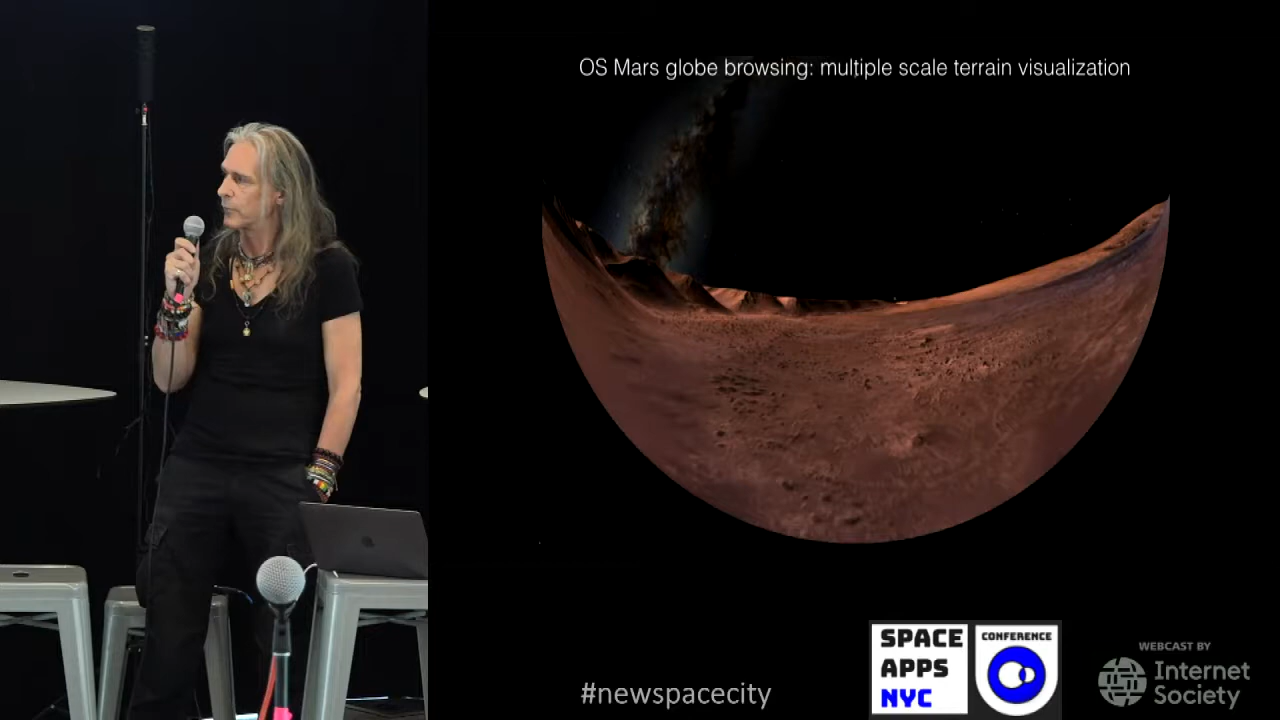 OS Mars globe browsing: multiple scale terrain visualization
#newspacecity
SPACE
APPS
NYC
CONFERENCE
WEBCAST BY
Internet
Society